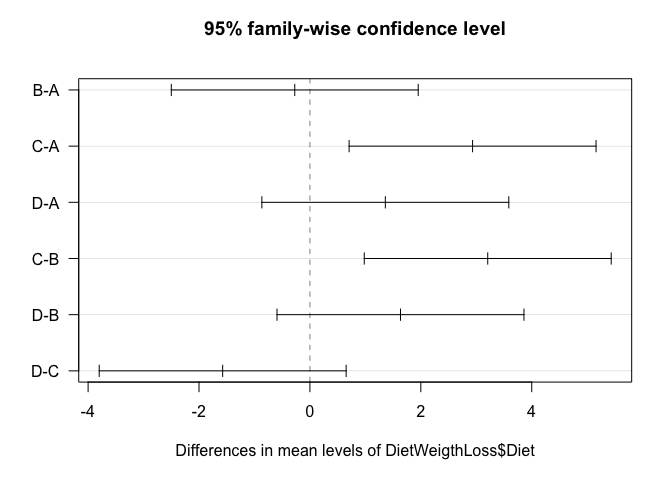 95% family-wise confidence level
B-A
C-A
D-A
C-B
D-B
D-C
-4 -2 0 2 4
Differences in mean levels of DietWeigthLoss$Diet